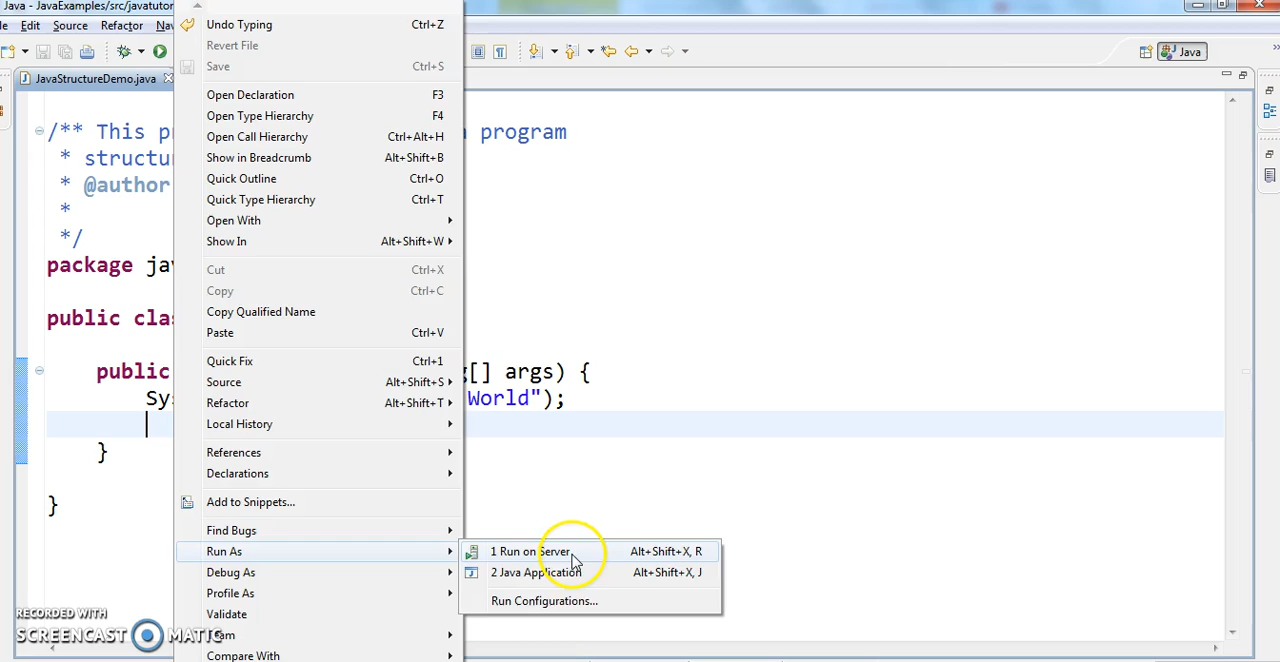 Java - JavaExamples/src/javatutor
le Edit Source Refactor Nav
Java
JavaStructureDemo.java
/** This p
program
* structu
* @author
*
*/
package jav
public clas
public
g[] args) {
Sys
World");
}
}
Undo Typing Ctrl+Z
Revert File
Save Ctrl+S
Open Declaration F3
Open Type Hierarchy F4
Open Call Hierarchy Ctrl+Alt+H
Show in Breadcrumb Alt+Shift+B
Quick Outline Ctrl+O
Quick Type Hierarchy Ctrl+T
Open With
Show In Alt+Shift+W
Cut Ctrl+X
Copy Ctrl+C
Copy Qualified Name
Paste Ctrl+V
Quick Fix Ctrl+1
Source Alt+Shift+S
Refactor Alt+Shift+T
Local History
References
Declarations
Add to Snippets...
Find Bugs
Run As
Debug As
Profile As
Validate
am
Compare With
1 Run on Server Alt+Shift+X, R
2 Java Application Alt+Shift+X, J
Run Configurations...
RECORDED WITH
SCREENCAST MATIC